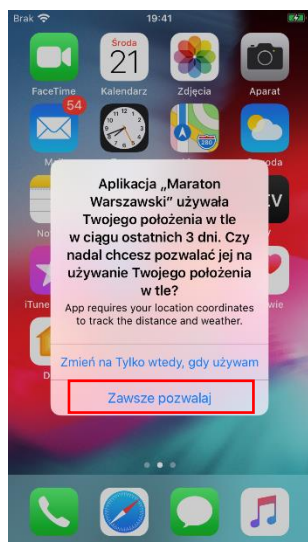 Brak 19:41
Środa
21
FaceTime Kalendarz Zdjęcia Aparat
54
280
Aplikacja „Maraton
Warszawski” używała
Twojego położenia w tle
w ciągu ostatnich 3 dni. Czy
nadal chcesz pozwalać jej na
używanie Twojego położenia
w tle?
App requires your location coordinates
to track the distance and weather.
Zmień na Tylko wtedy, gdy używam
Zawsze pozwalaj